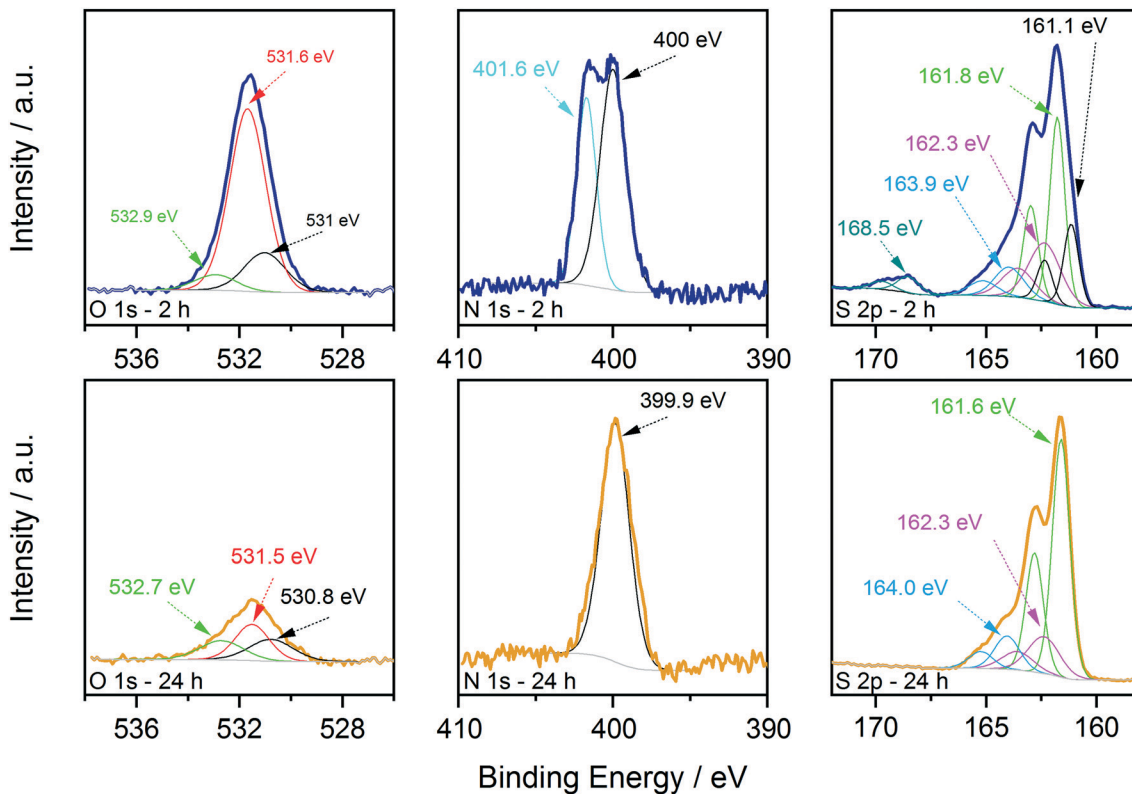 Intensity / a.u.
531.6 eV
532.9 eV
531 eV
O 1s - 2 h
536 532 528
401.6 eV
400 eV
N 1s - 2 h
410 400 390
161.1 eV
161.8 eV
162.3 eV
163.9 eV
168.5 eV
S 2p - 2 h
170 165 160
Intensity / a.u.
532.7 eV
531.5 eV
530.8 eV
O 1s - 24 h
536 532 528
399.9 eV
N 1s - 24 h
410 400 390
161.6 eV
162.3 eV
164.0 eV
S 2p - 24 h
170 165 160
Binding Energy / eV